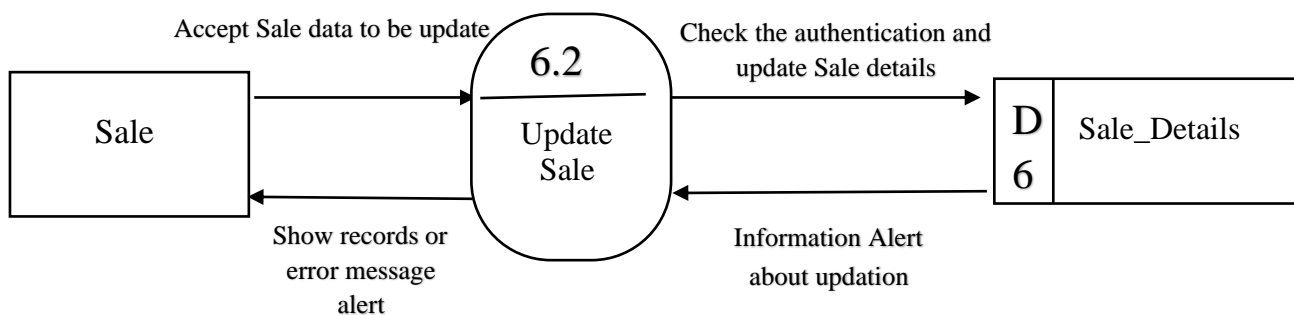 Accept Sale data to be update
6.2
Check the authentication and
update Sale details
Sale
Update
Sale
D
6
Sale_Details
Show records or
error message
alert
Information Alert
about updation